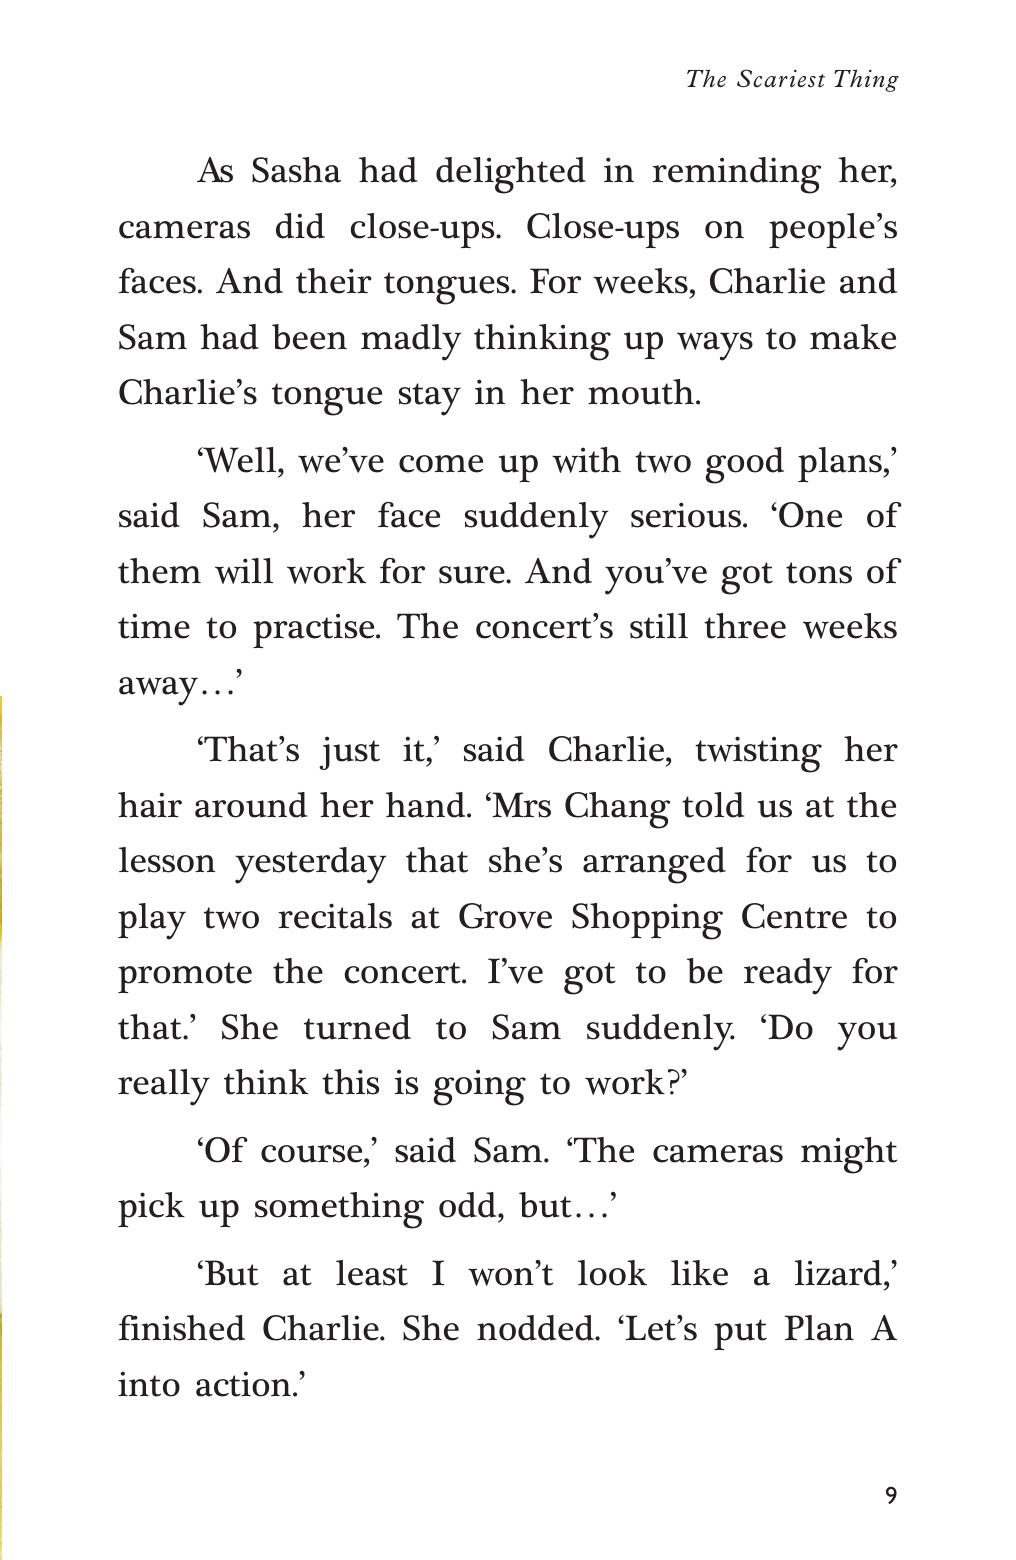 The Scariest Thing
As Sasha had delighted in reminding her,
cameras did close-ups. Close-ups on people’s
faces. And their tongues. For weeks, Charlie and
Sam had been madly thinking up ways to make
Charlie’s tongue stay in her mouth.
‘Well, we’ve come up with two good plans,’
said Sam, her face suddenly serious. ‘One of
them will work for sure. And you’ve got tons of
time to practise. The concert’s still three weeks
away…’
‘That’s just it,’ said Charlie, twisting her
hair around her hand. ‘Mrs Chang told us at the
lesson yesterday that she’s arranged for us to
play two recitals at Grove Shopping Centre to
promote the concert. I’ve got to be ready for
that.’ She turned to Sam suddenly. ‘Do you
really think this is going to work?’
‘Of course,’ said Sam. ‘The cameras might
pick up something odd, but…’
‘But at least I won’t look like a lizard,’
finished Charlie. She nodded. ‘Let’s put Plan A
into action.’
9